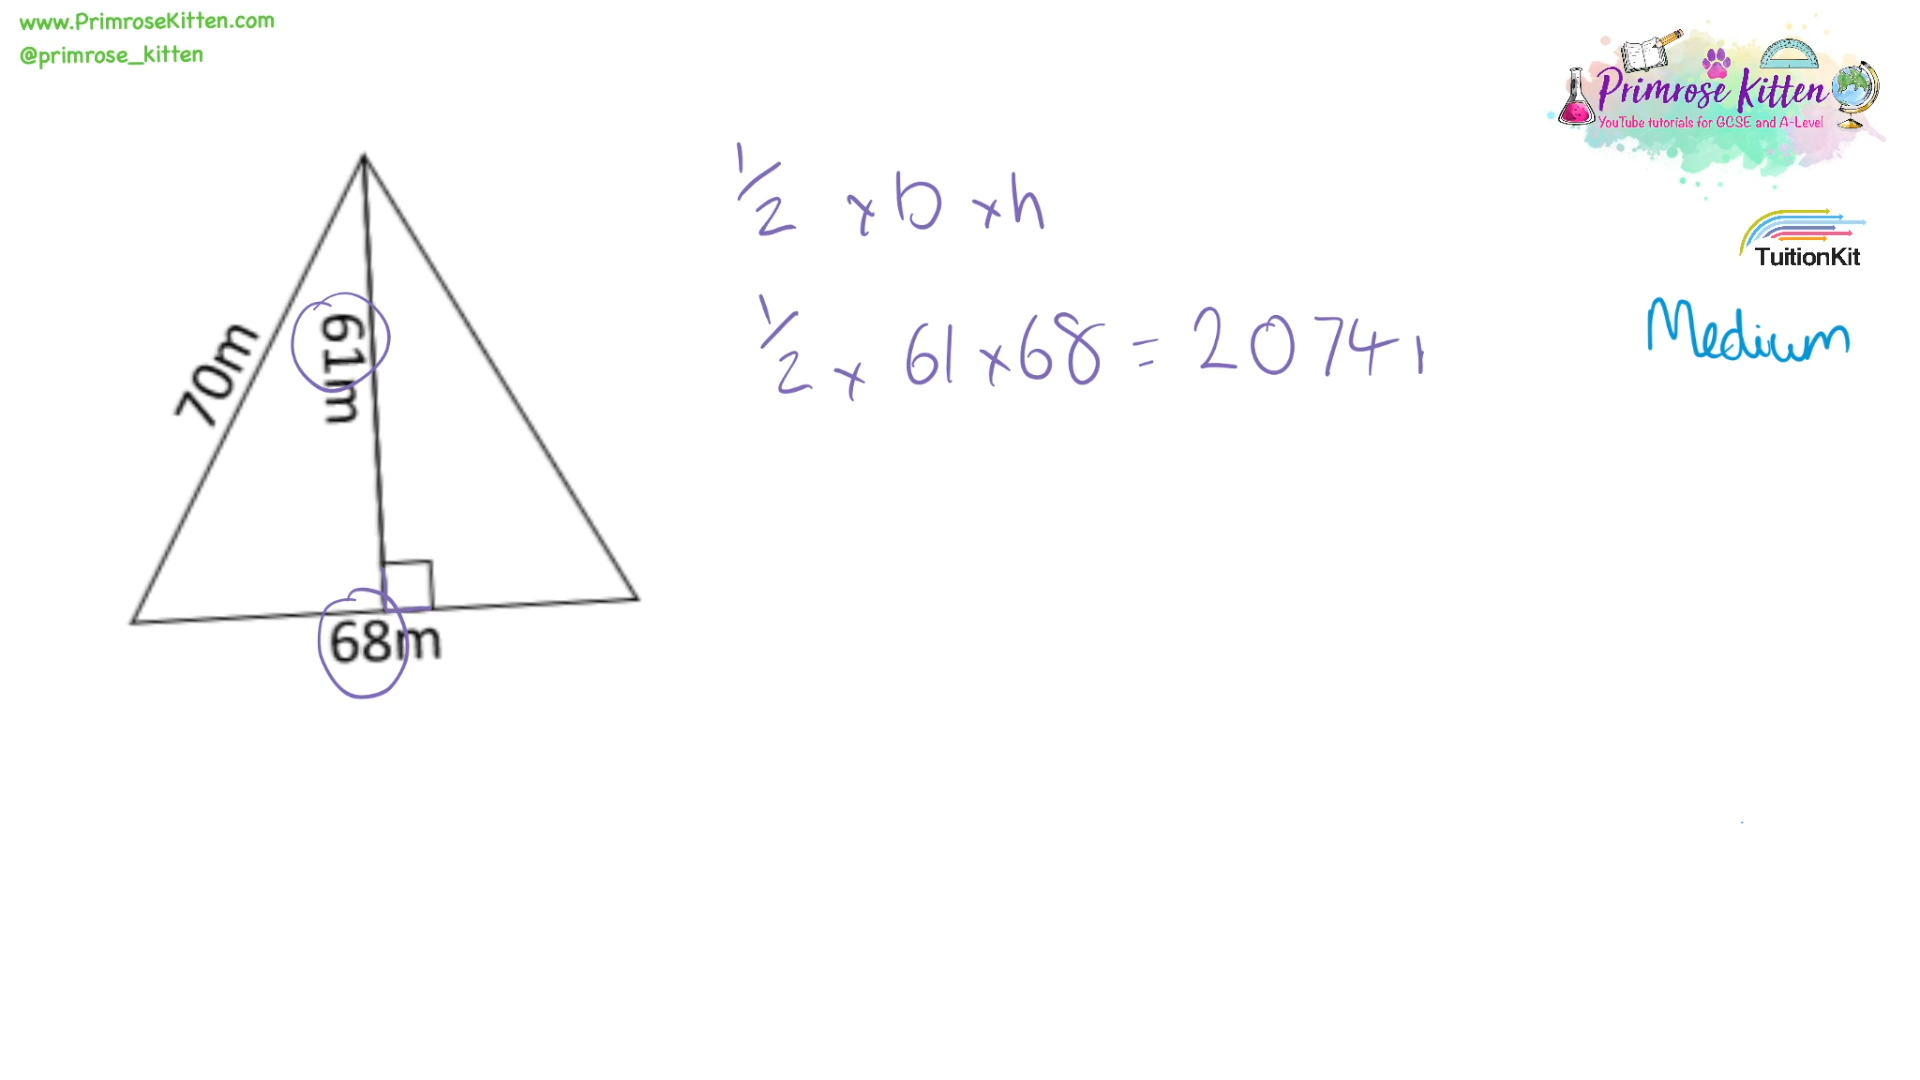 www.PrimroseKitten.com
@primrose_kitten
Primrose Kitten
YouTube tutorials for GCSE and A-Level
TuitionKit
Medium
½ × b × h
½ × 61 × 68 = 2074
70m
61m
68m